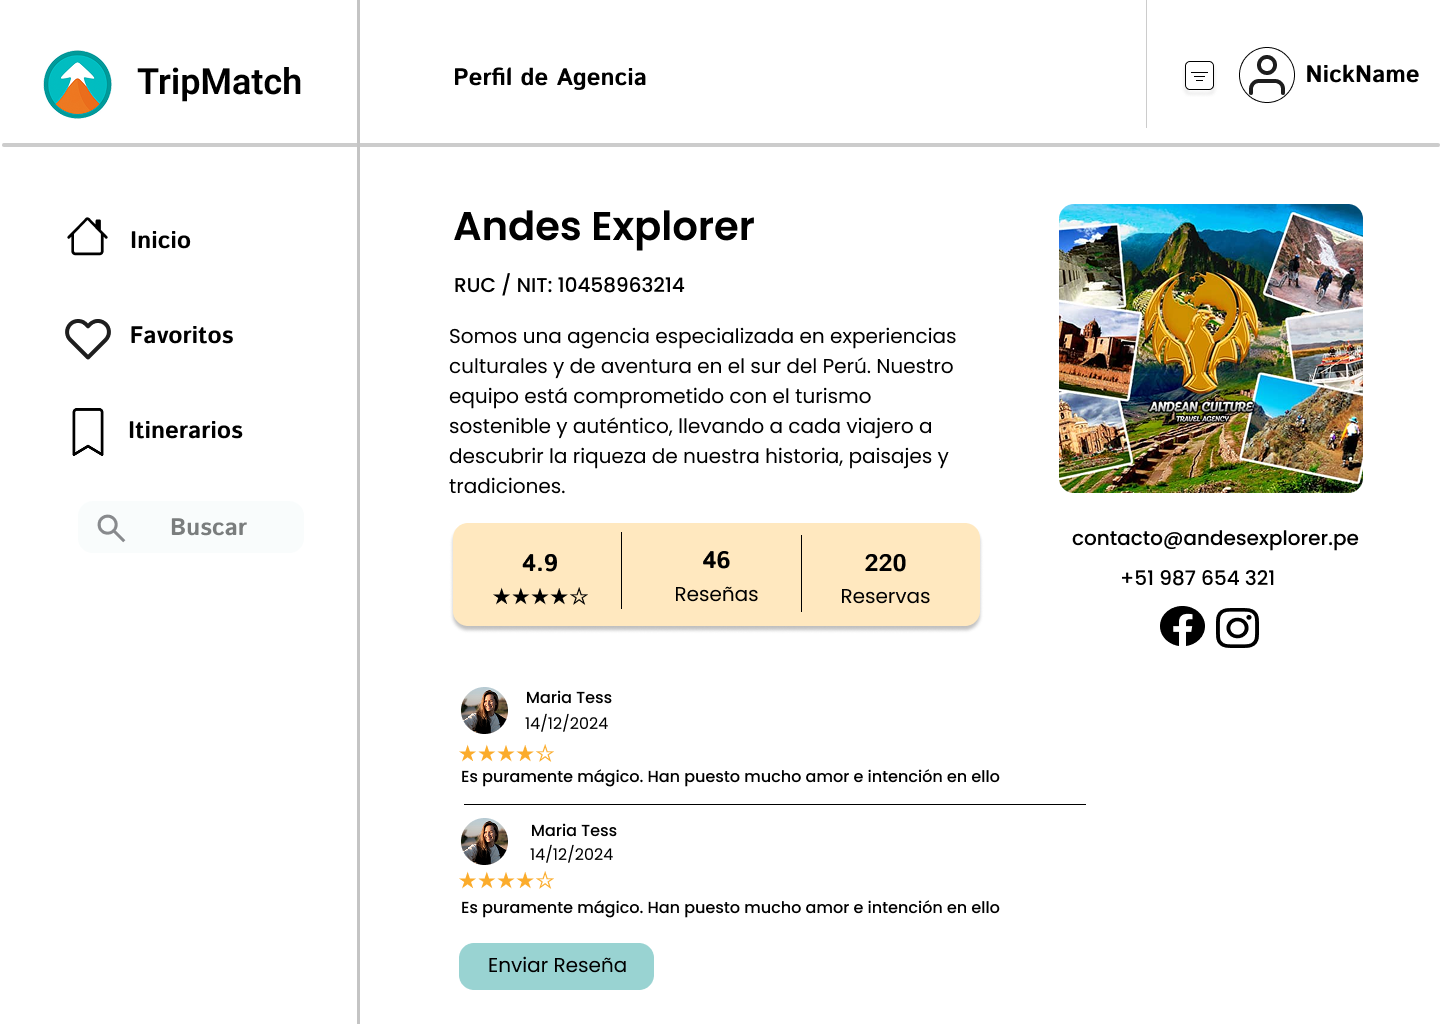 TripMatch
Perfil de Agencia
NickName
Inicio
Favoritos
Itinerarios
Buscar
Andes Explorer
RUC / NIT: 10458963214
Somos una agencia especializada en experiencias
culturales y de aventura en el sur del Perú. Nuestro
equipo está comprometido con el turismo
sostenible y auténtico, llevando a cada viajero a
descubrir la riqueza de nuestra historia, paisajes y
tradiciones.
4.9
★★★★☆
46
Reseñas
220
Reservas
ANDEAN CULTURE
TRAVEL AGENCY
contacto@andesexplorer.pe
+51 987 654 321
Maria Tess
14/12/2024
★★★★☆
Es puramente mágico. Han puesto mucho amor e intención en ello
Maria Tess
14/12/2024
★★★★☆
Es puramente mágico. Han puesto mucho amor e intención en ello
Enviar Reseña